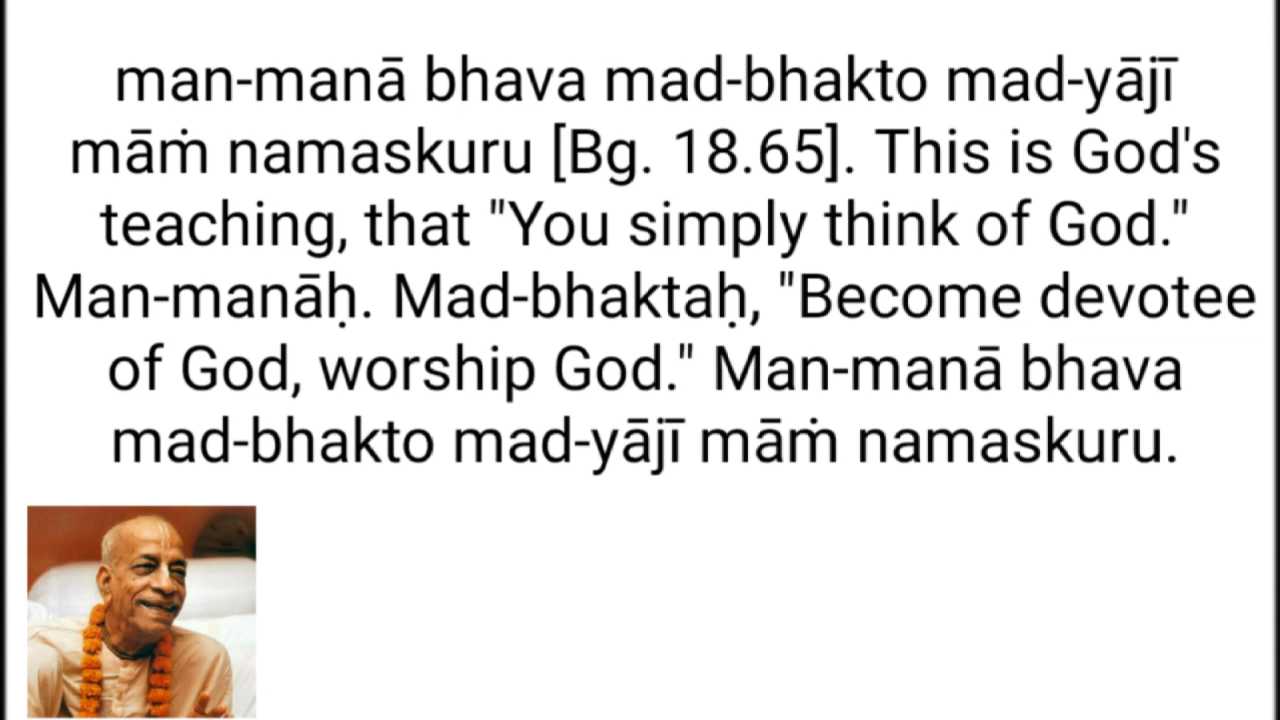 man-manā bhava mad-bhakto mad-yājī
māṁ namaskuru [Bg. 18.65]. This is God's
teaching, that "You simply think of God."
Man-manāḥ. Mad-bhaktaḥ, "Become devotee
of God, worship God." Man-manā bhava
mad-bhakto mad-yājī māṁ namaskuru.